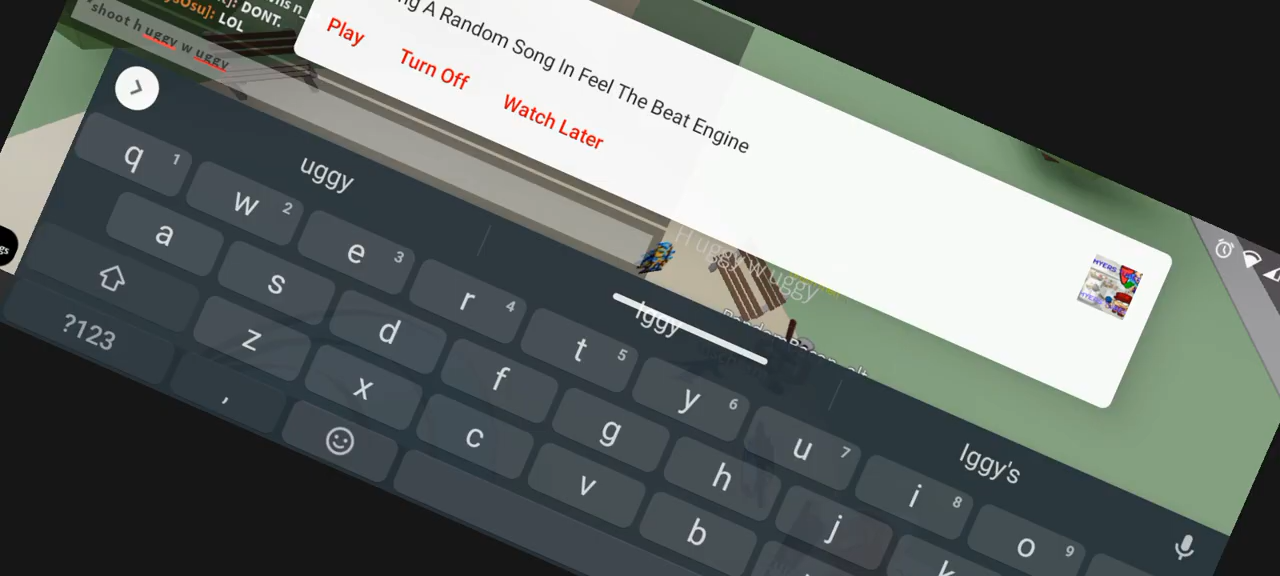 DONT.
LOL
shoot h uggy w uggy
A Random Song In Feel The Beat Engine
Play
Turn Off
Watch Later
H uggy w uggy
uggy
Iggy
Iggy's
q 1
w 2
e 3
r 4
t 5
y 6
u 7
i 8
o 9
a
s
d
f
g
h
j
k
z
x
c
v
b
?123
,